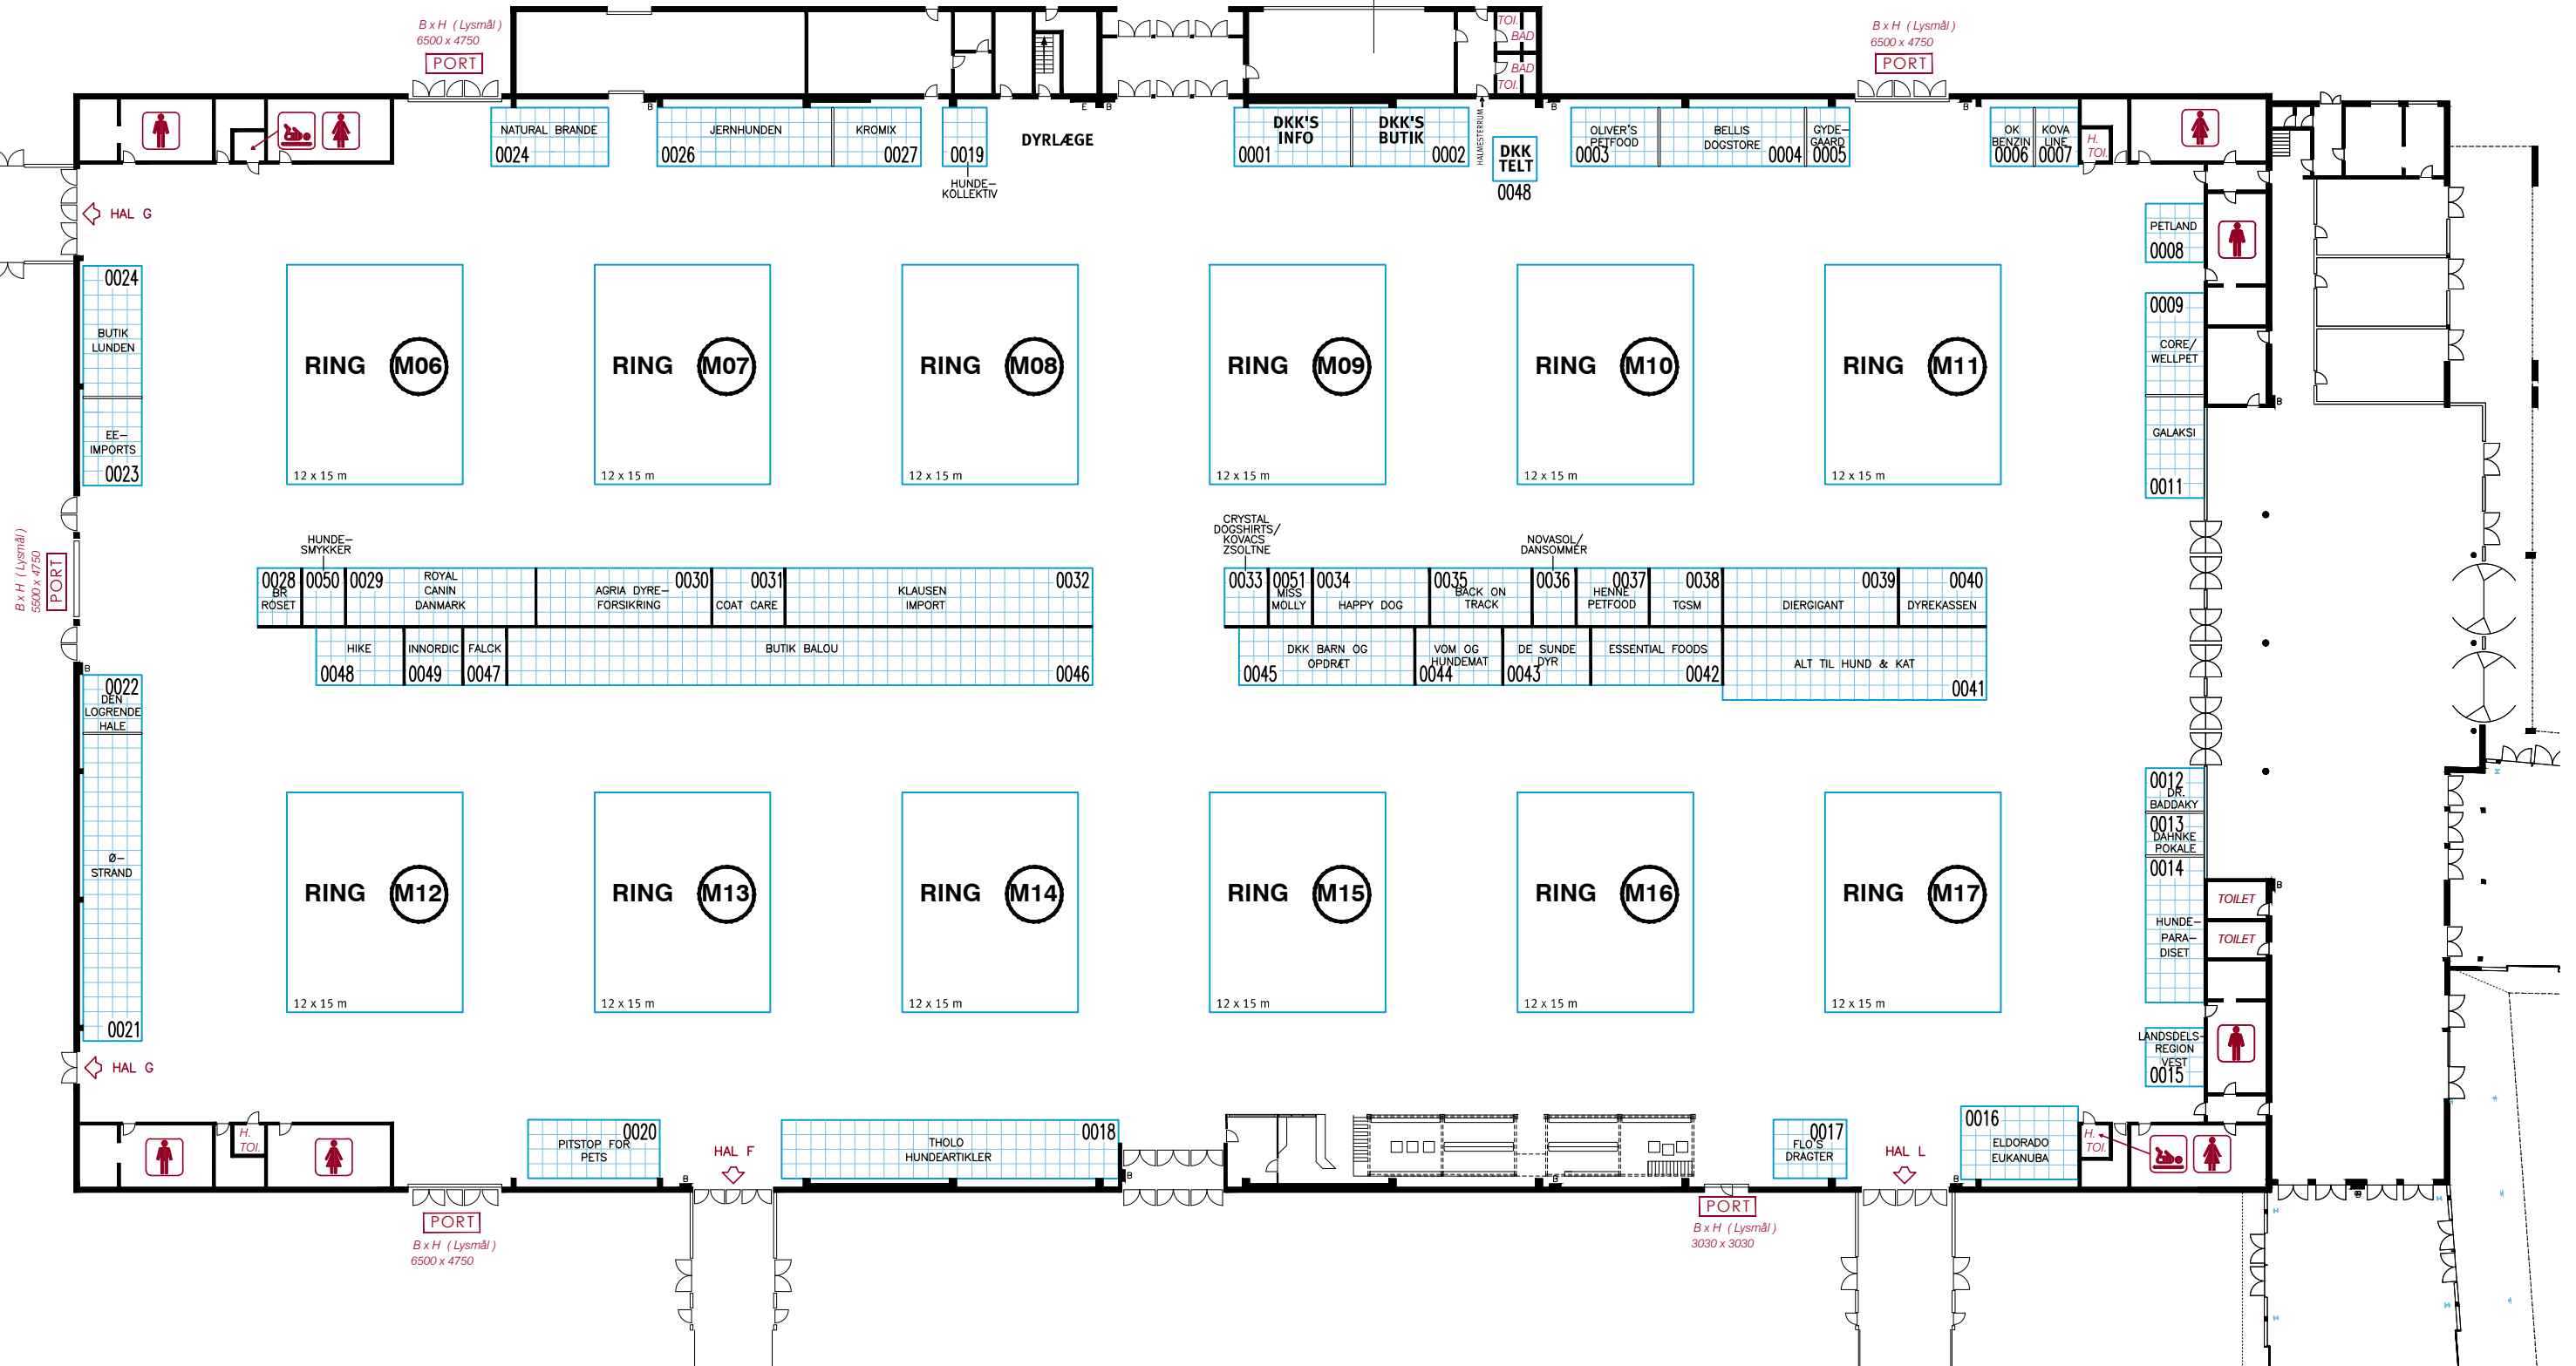 B x H ( Lysmål )
6500 x 4750
PORT
B x H ( Lysmål )
6500 x 4750
PORT
TOI.
BAD
BAD
TOI.
HALMESTERRUM
NATURAL BRANDE
0024
JERNHUNDEN
0026
KROMIX
0027
0019
HUNDE-
KOLLEKTIV
DYRLÆGE
DKK'S
INFO
0001
DKK'S
BUTIK
0002
DKK
TELT
0048
OLIVER'S
PETFOOD
0003
BELLIS
DOGSTORE
0004
GYDE-
GAARD
0005
OK
BENZIN
0006
KOVA
LINE
0007
H.
TOI.
HAL G
PETLAND
0008
0024
BUTIK
LUNDEN
EE-
IMPORTS
0023
RING M06
12 x 15 m
RING M07
12 x 15 m
RING M08
12 x 15 m
RING M09
12 x 15 m
RING M10
12 x 15 m
RING M11
12 x 15 m
0009
CORE/
WELLPET
GALAKSI
0011
B x H ( Lysmål )
5500 x 4750
PORT
HUNDE-
SMYKKER
0028
BR
ROSET
0050
0029
ROYAL
CANIN
DANMARK
0030
AGRIA DYRE-
FORSIKRING
0031
COAT CARE
KLAUSEN
IMPORT
0032
HIKE
0048
INNORDIC
0049
FALCK
0047
BUTIK BALOU
0046
CRYSTAL
DOGSHIRTS/
KOVACS
ZSOLTNE
0033
0051
MISS
MOLLY
0034
HAPPY DOG
0035
BACK ON
TRACK
NOVASOL/
DANSOMMER
0036
0037
HENNE
PETFOOD
0038
TGSM
0039
DIERGIGANT
0040
DYREKASSEN
DKK BARN OG
OPDRÆT
0045
VOM OG
HUNDEMAT
0044
DE SUNDE
DYR
0043
ESSENTIAL FOODS
0042
ALT TIL HUND & KAT
0041
0022
DEN
LOGRENDE
HALE
Ø-
STRAND
0021
RING M12
12 x 15 m
RING M13
12 x 15 m
RING M14
12 x 15 m
RING M15
12 x 15 m
RING M16
12 x 15 m
RING M17
12 x 15 m
0012
DR.
BADDAKY
0013
DAHNKE
POKALE
0014
HUNDE-
PARA-
DISET
TOILET
TOILET
LANDSDELS-
REGION
VEST
0015
HAL G
H.
TOI.
0020
PITSTOP FOR
PETS
HAL F
THOLO
HUNDEARTIKLER
0018
0017
FLO'S
DRAGTER
HAL L
0016
ELDORADO
EUKANUBA
H.
TOI.
PORT
B x H ( Lysmål )
6500 x 4750
PORT
B x H ( Lysmål )
3030 x 3030